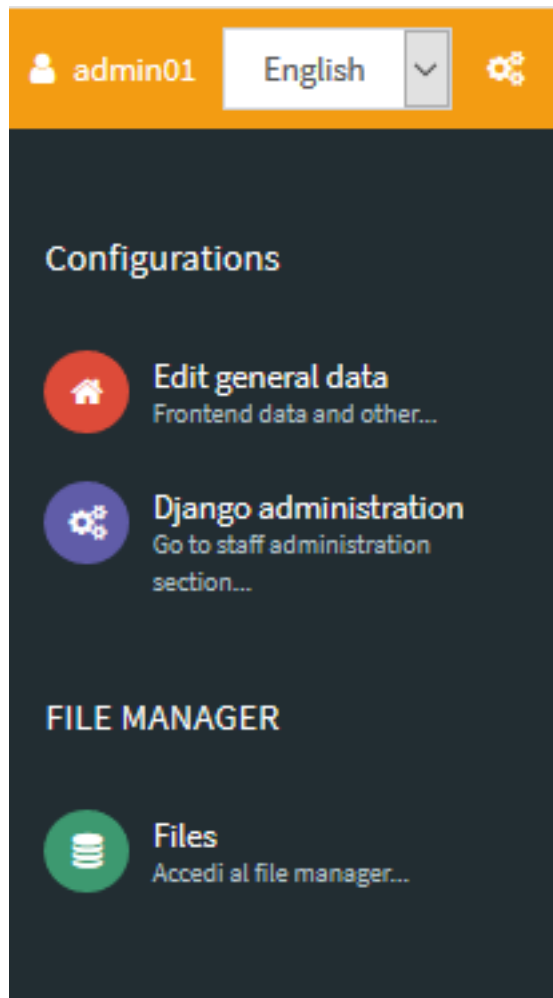 admin01 English
Configurations
Edit general data
Frontend data and other...
Django administration
Go to staff administration
section...
FILE MANAGER
Files
Accedi al file manager...